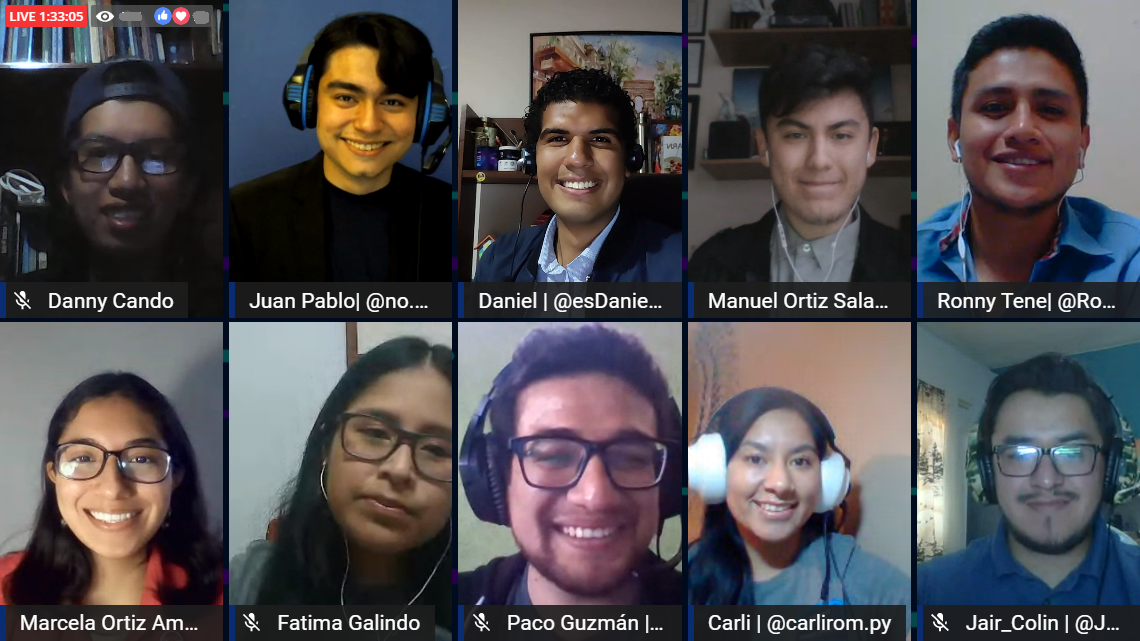 LIVE 1:33:05
Danny Cando
Juan Pablo| @no....
Daniel | @esDanie...
Manuel Ortiz Sala...
Ronny Tene| @Ro...
Marcela Ortiz Am...
Fatima Galindo
Paco Guzmán |...
Carli | @carlirom.py
Jair_Colin | @J...